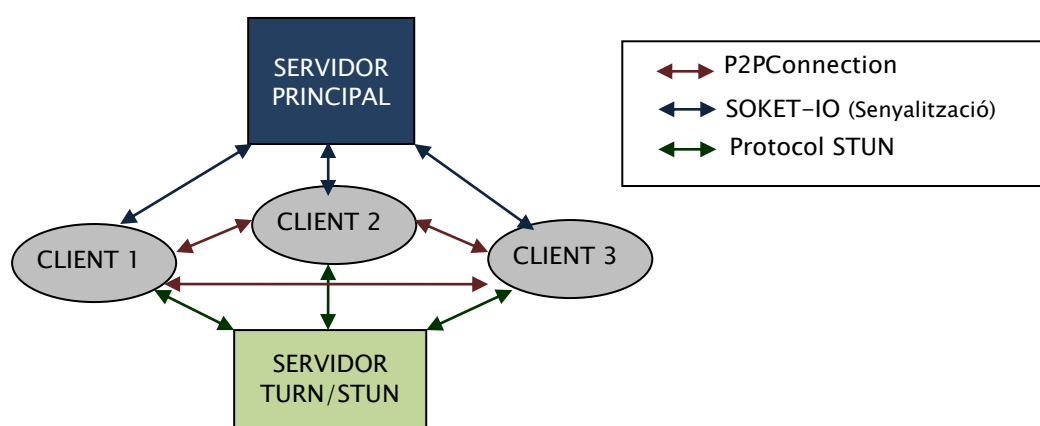 SERVIDOR
PRINCIPAL
P2PConnection
SOKET-IO (Senyalització)
Protocol STUN
CLIENT 2
CLIENT 1
CLIENT 3
SERVIDOR
TURN/STUN